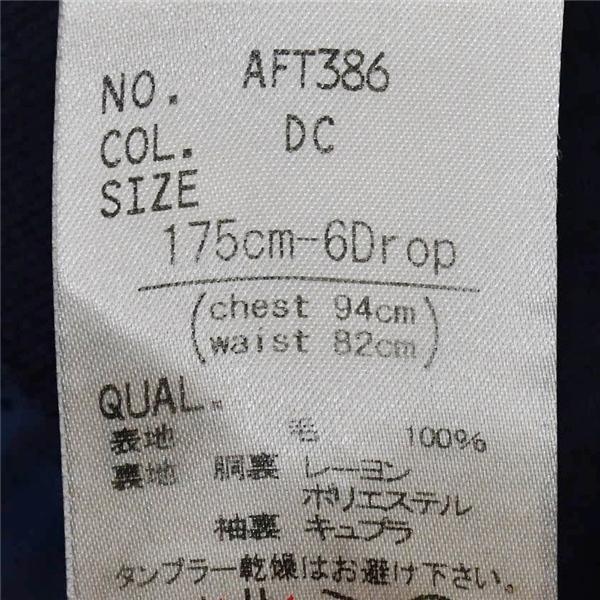 NO. AFT386
COL. DC
SIZE
175cm-6Drop
(chest 94cm
waist 82cm)
QUAL.
表地 毛 100%
裏地 胴裏 レーヨン
ポリエステル
袖裏 キュプラ
タンブラー乾燥はお避け下さい。